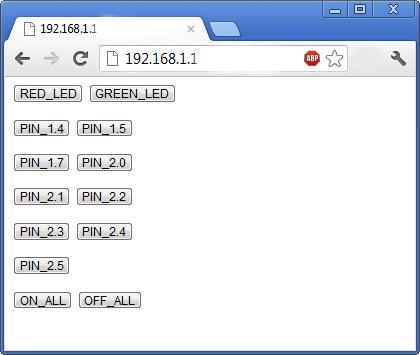 192.168.1.1
192.168.1.1 ABP
RED_LED GREEN_LED
PIN_1.4 PIN_1.5
PIN_1.7 PIN_2.0
PIN_2.1 PIN_2.2
PIN_2.3 PIN_2.4
PIN_2.5
ON_ALL OFF_ALL